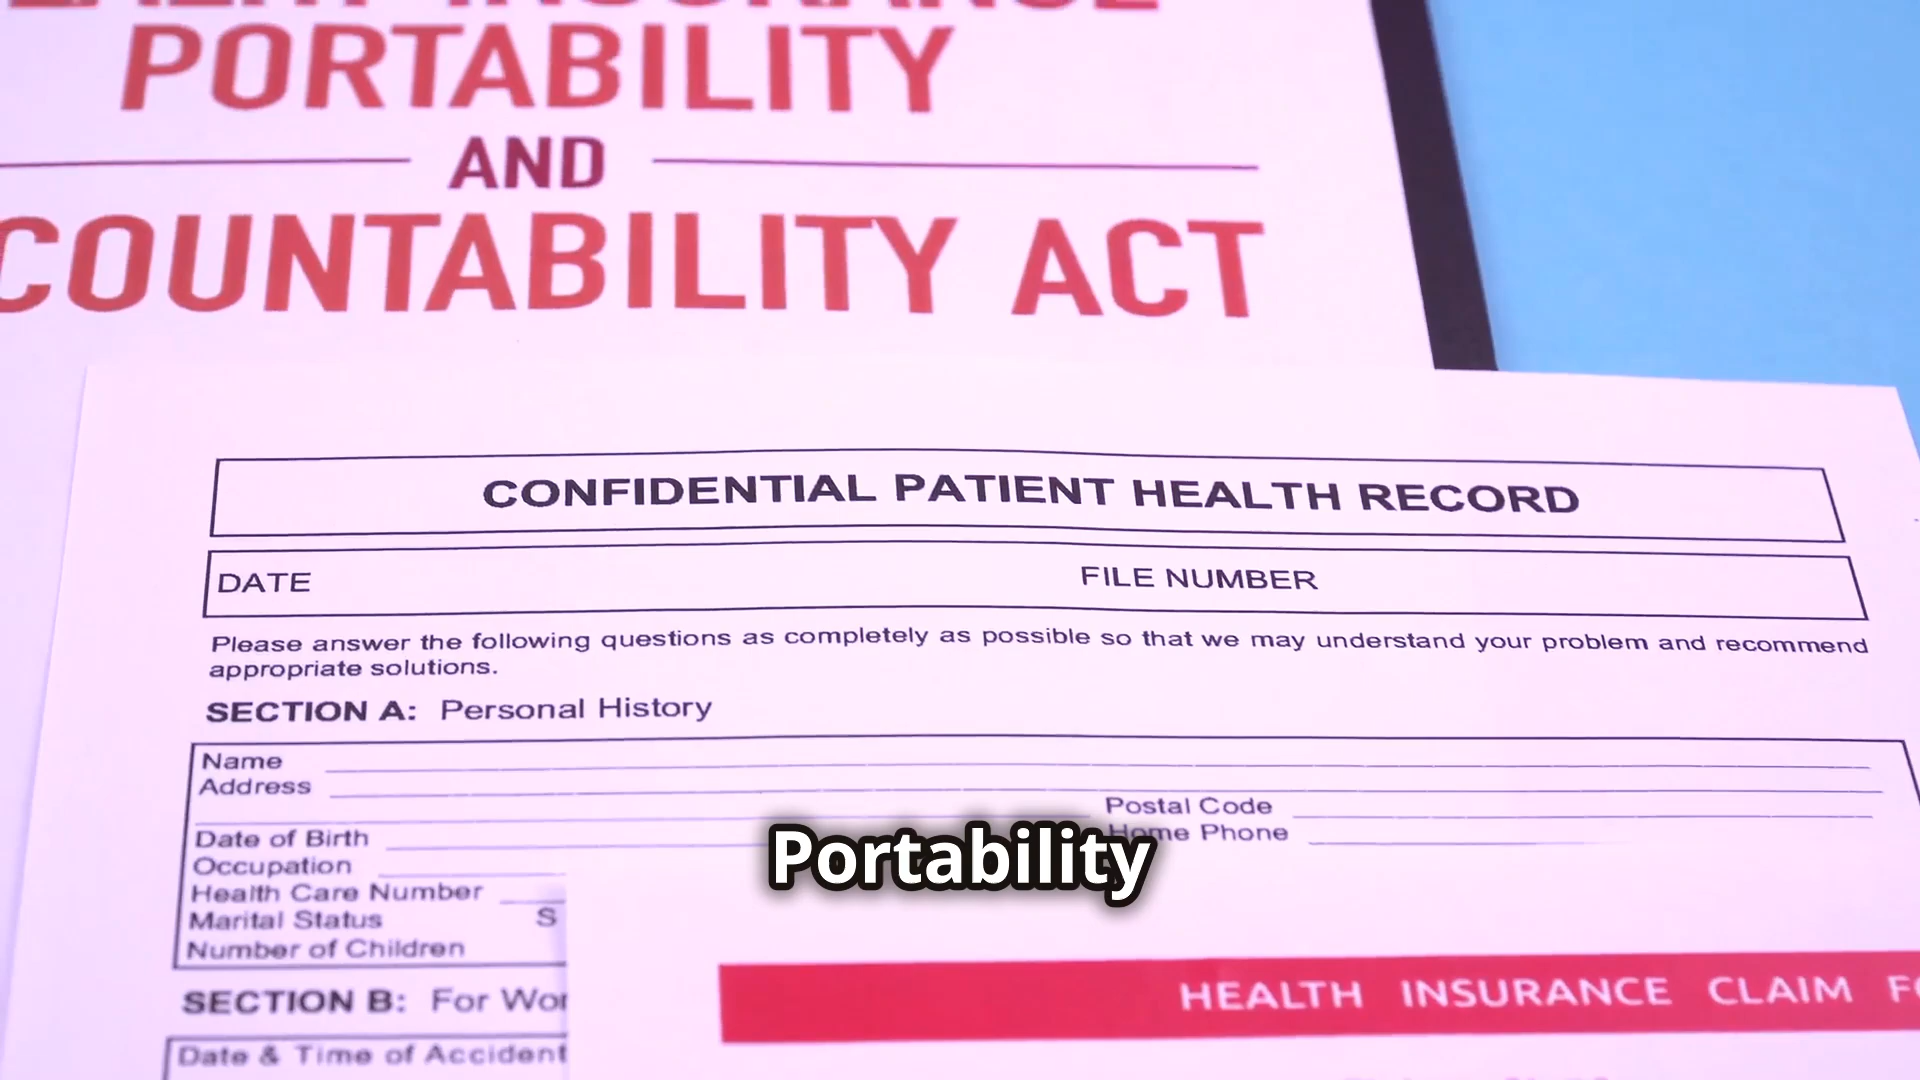 PORTABILITY
AND
COUNTABILITY ACT
CONFIDENTIAL PATIENT HEALTH RECORD
DATE FILE NUMBER
Please answer the following questions as completely as possible so that we may understand your problem and recommend
appropriate solutions.
SECTION A: Personal History
Name
Address
Postal Code
Date of Birth Home Phone
Occupation
Health Care Number
Marital Status S
Number of Children
Portability
HEALTH INSURANCE CLAIM
SECTION B: For
Date & Time of Accident